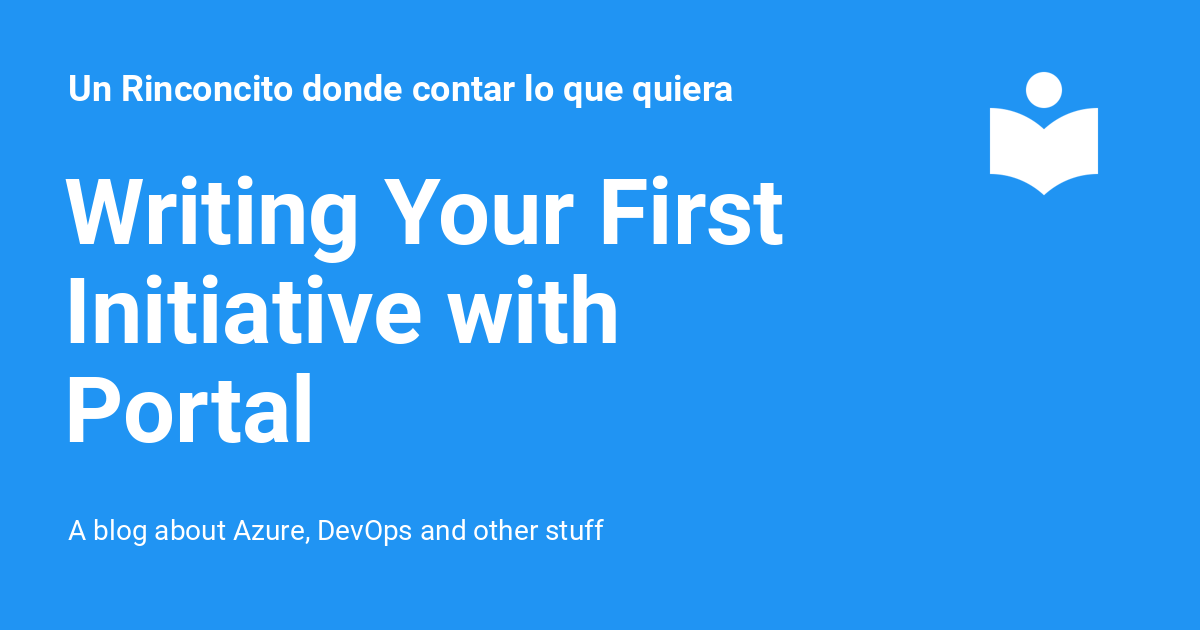 Un Rinconcito donde contar lo que quiera
Writing Your First
Initiative with
Portal
A blog about Azure, DevOps and other stuff